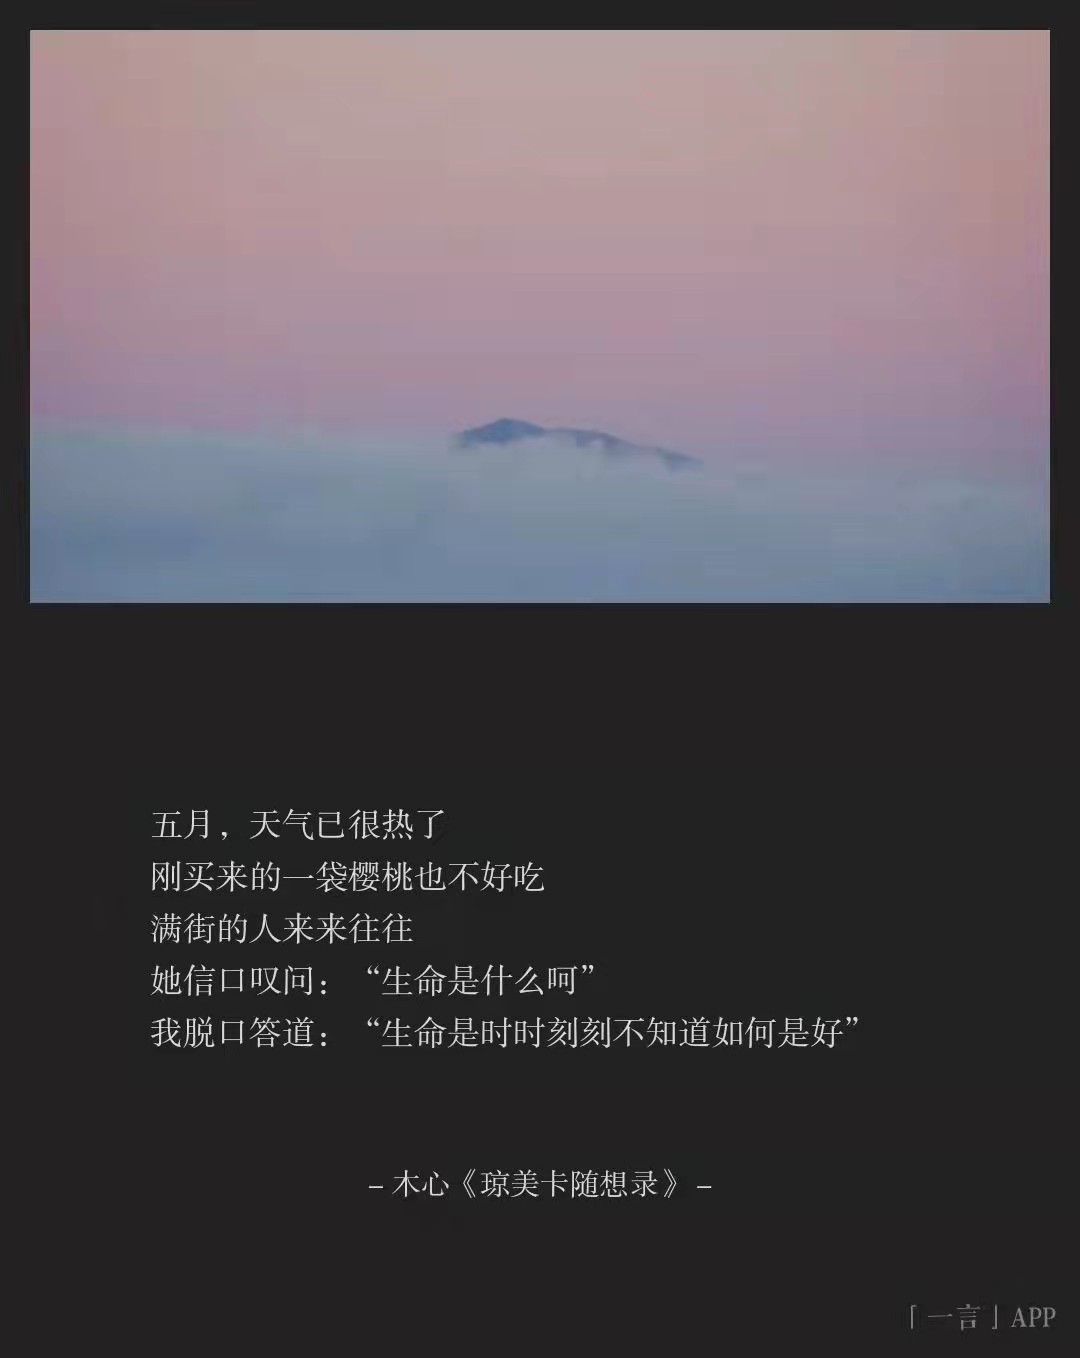 五月，天气已很热了
刚买来的一袋樱桃也不好吃
满街的人来来往往
她信口叹问：“生命是什么呵”
我脱口答道：“生命是时时刻刻不知道如何是好”
– 木心《琼美卡随想录》 –
「一言」APP